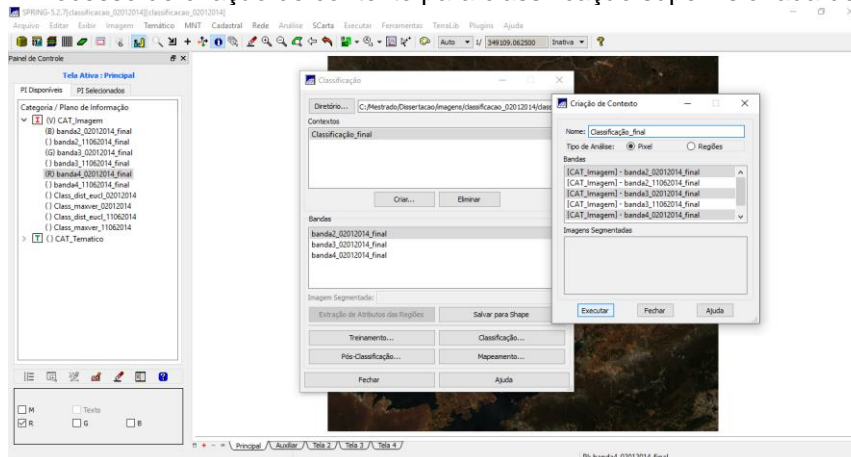 SPRING-5.2.7[classificacao_02012014][classificacao_02012014]
Arquivo Editar Exibir Imagem Temático MNT Cadastral Rede Análise SCarta Executar Ferramentas TerraLib Plugins Ajuda
Auto 1/ 349109.062500 Inativa
Painel de Controle
Tela Ativa : Principal
PI Disponíveis PI Selecionados
Categoria / Plano de Informação
(V) CAT_Imagem
(B) banda2_02012014_final
() banda2_11062014_final
(G) banda3_02012014_final
() banda3_11062014_final
(R) banda4_02012014_final
() banda4_11062014_final
() Class_dist_eucl_02012014
() Class_maxver_02012014
() Class_dist_eucl_11062014
() Class_maxver_11062014
() CAT_Tematico
M Texto
R G B
Classificação
Diretório... C:/Mestrado/Dissertacao/imagens/classificacao_02012014/class
Contextos
Classificação_final
Criar... Eliminar
Bandas
banda2_02012014_final
banda3_02012014_final
banda4_02012014_final
Imagem Segmentada:
Extração de Atributos das Regiões Salvar para Shape
Treinamento... Classificação...
Pós-Classificação... Mapeamento...
Fechar Ajuda
Criação de Contexto
Nome: Classificação_final
Tipo de Análise: Pixel Regiões
Bandas
[CAT_Imagem] - banda2_02012014_final
[CAT_Imagem] - banda2_11062014_final
[CAT_Imagem] - banda3_02012014_final
[CAT_Imagem] - banda3_11062014_final
[CAT_Imagem] - banda4_02012014_final
Imagens Segmentadas
Executar Fechar Ajuda
Principal Auxiliar Tela 2 Tela 3 Tela 4